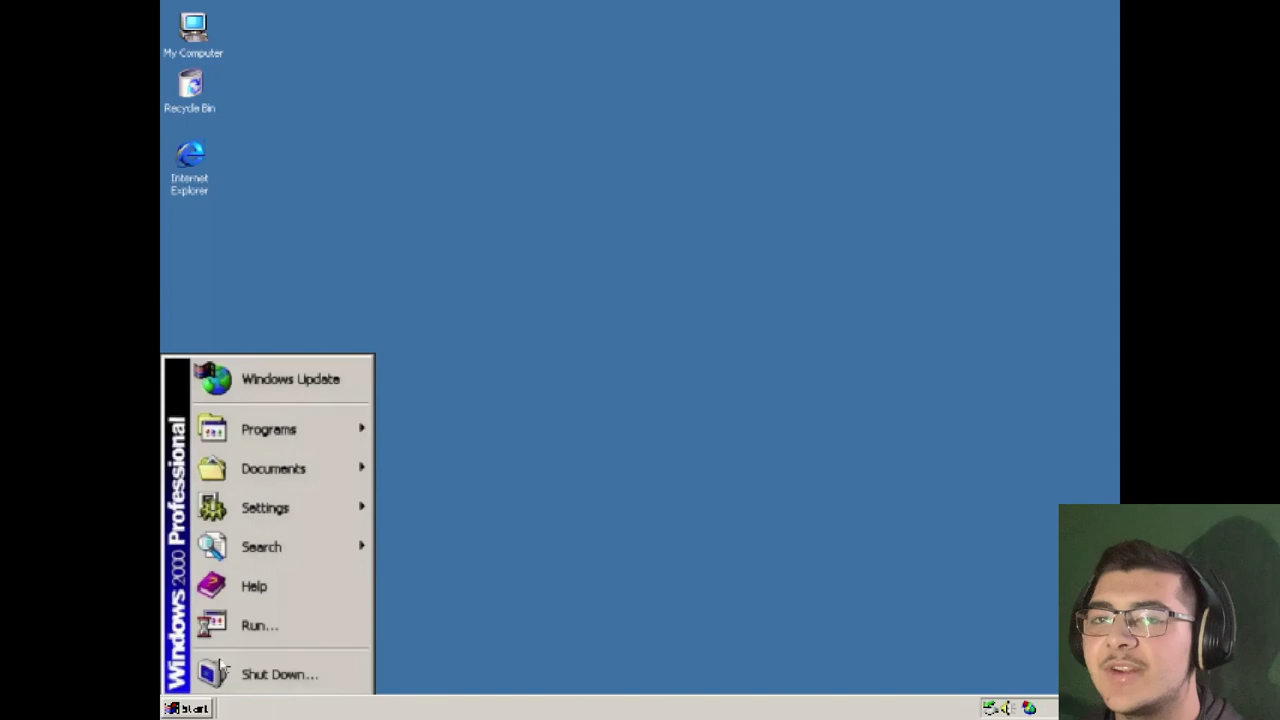 My Computer
Recycle Bin
Internet
Explorer
Windows Update
Programs
Documents
Settings
Search
Help
Run...
Shut Down...
Windows 2000 Professional
Start